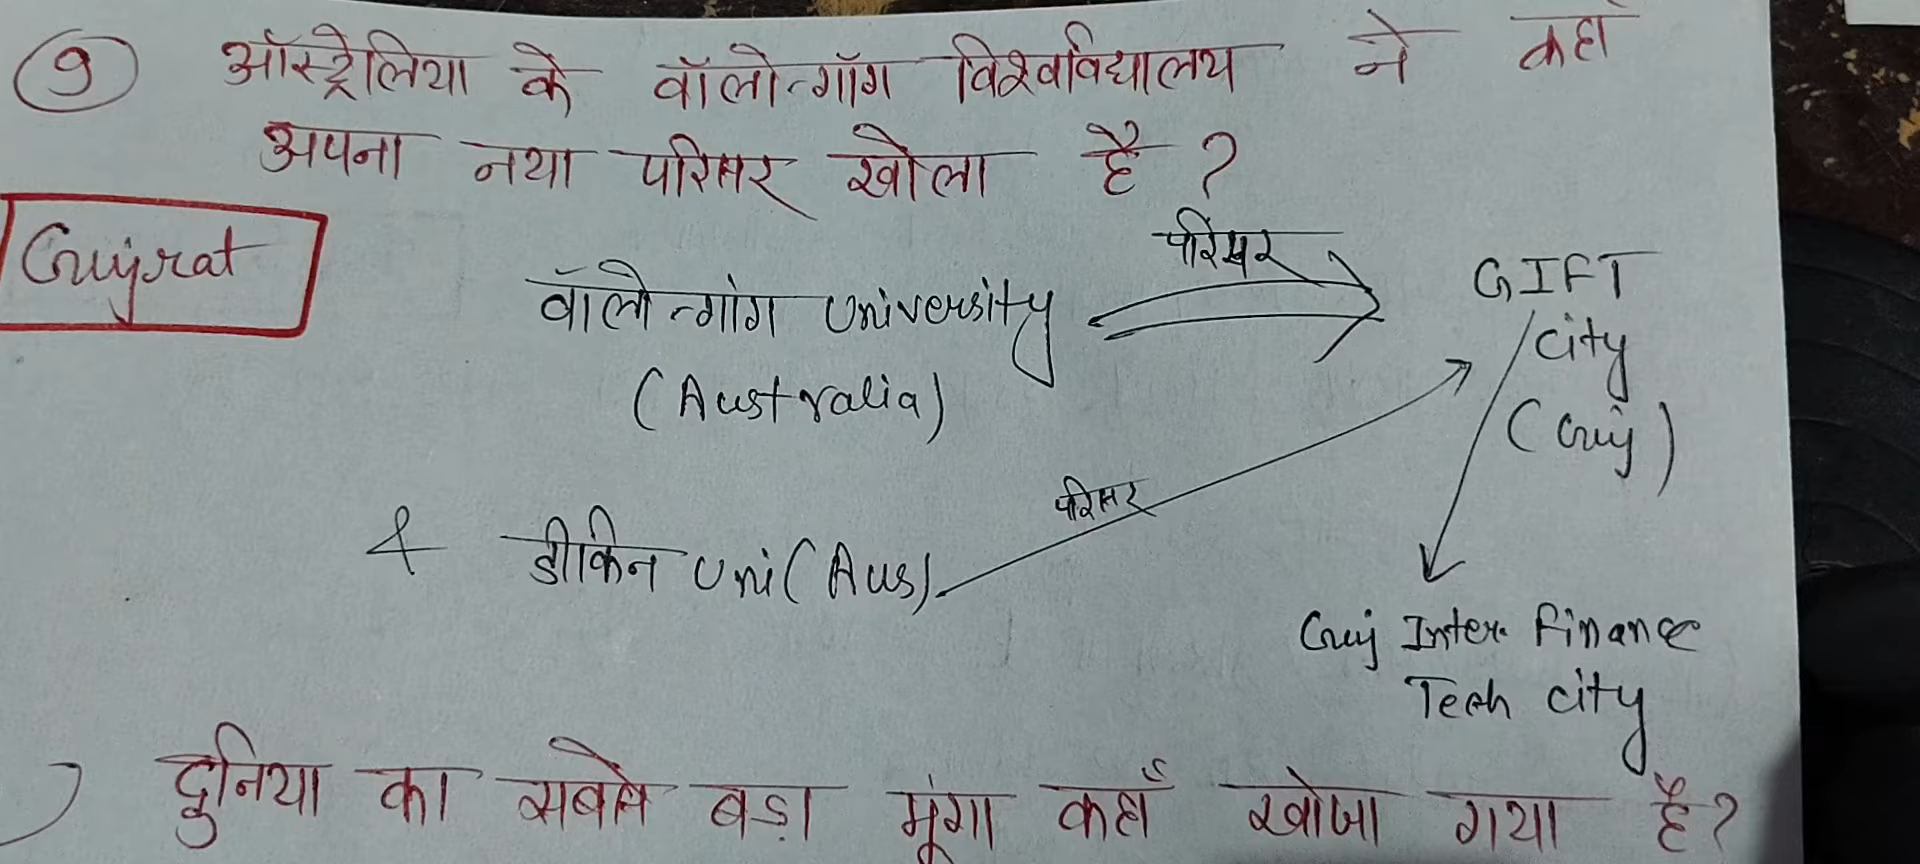 9 ऑस्ट्रेलिया के वॉलोन्गॉग विश्वविद्यालय ने कहा
अपना नया परिसर खोला है ?
Gujrat
वॉलोन्गांग University
परिसर
GIFT
city
(Guj)
(Australia)
& डीकिन Uni (Aus)
परिसर
Guj Inter. Finance
Tech city
दुनिया का सबसे बड़ा मूंगा कहाँ खोजा गया है?